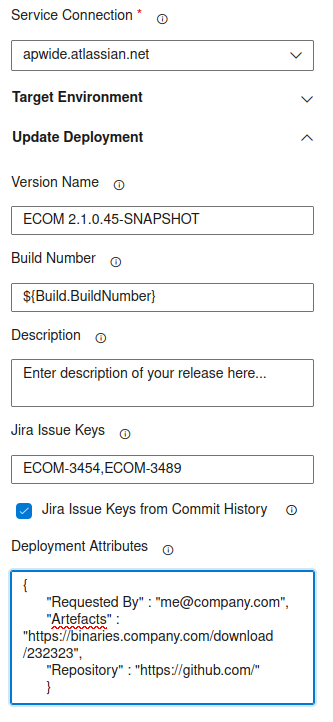 Service Connection *
apwide.atlassian.net
Target Environment
Update Deployment
Version Name
ECOM 2.1.0.45-SNAPSHOT
Build Number
${Build.BuildNumber}
Description
Enter description of your release here...
Jira Issue Keys
ECOM-3454,ECOM-3489
Jira Issue Keys from Commit History
Deployment Attributes
{
"Requested By" : "me@company.com",
"Artefacts" :
"https://binaries.company.com/download
/232323",
"Repository" : "https://github.com/"
}